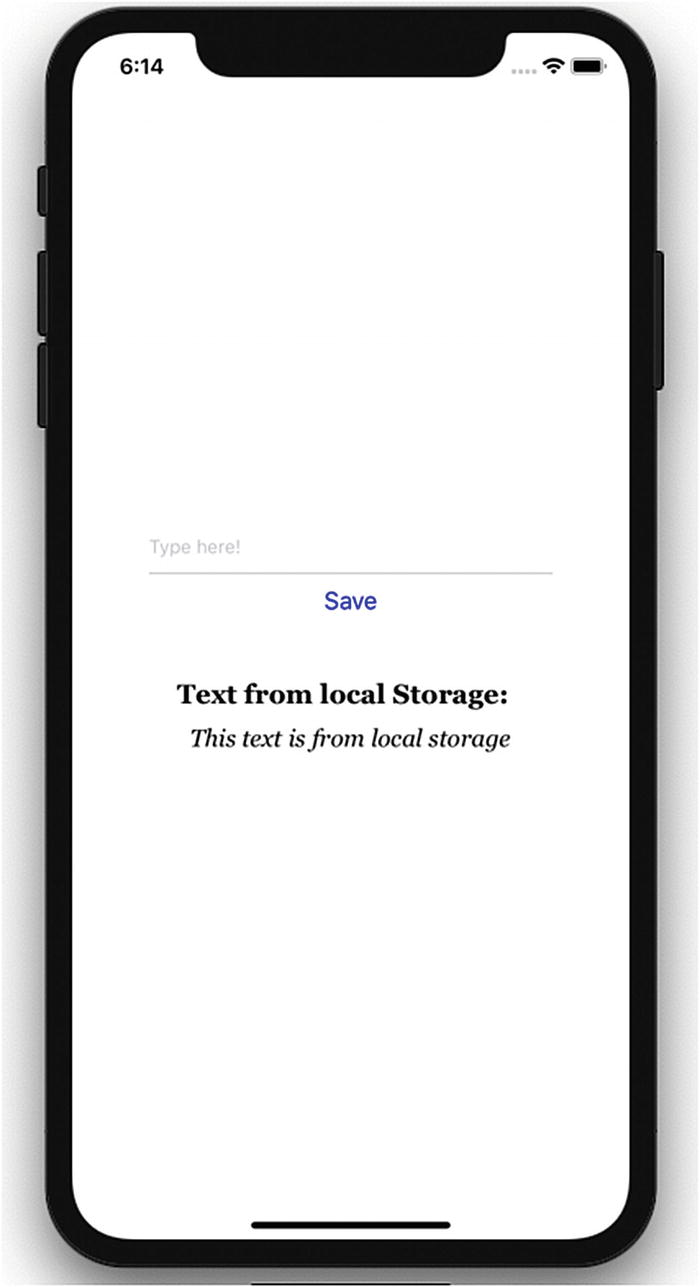 6:14
Type here!
Save
Text from local Storage:
This text is from local storage